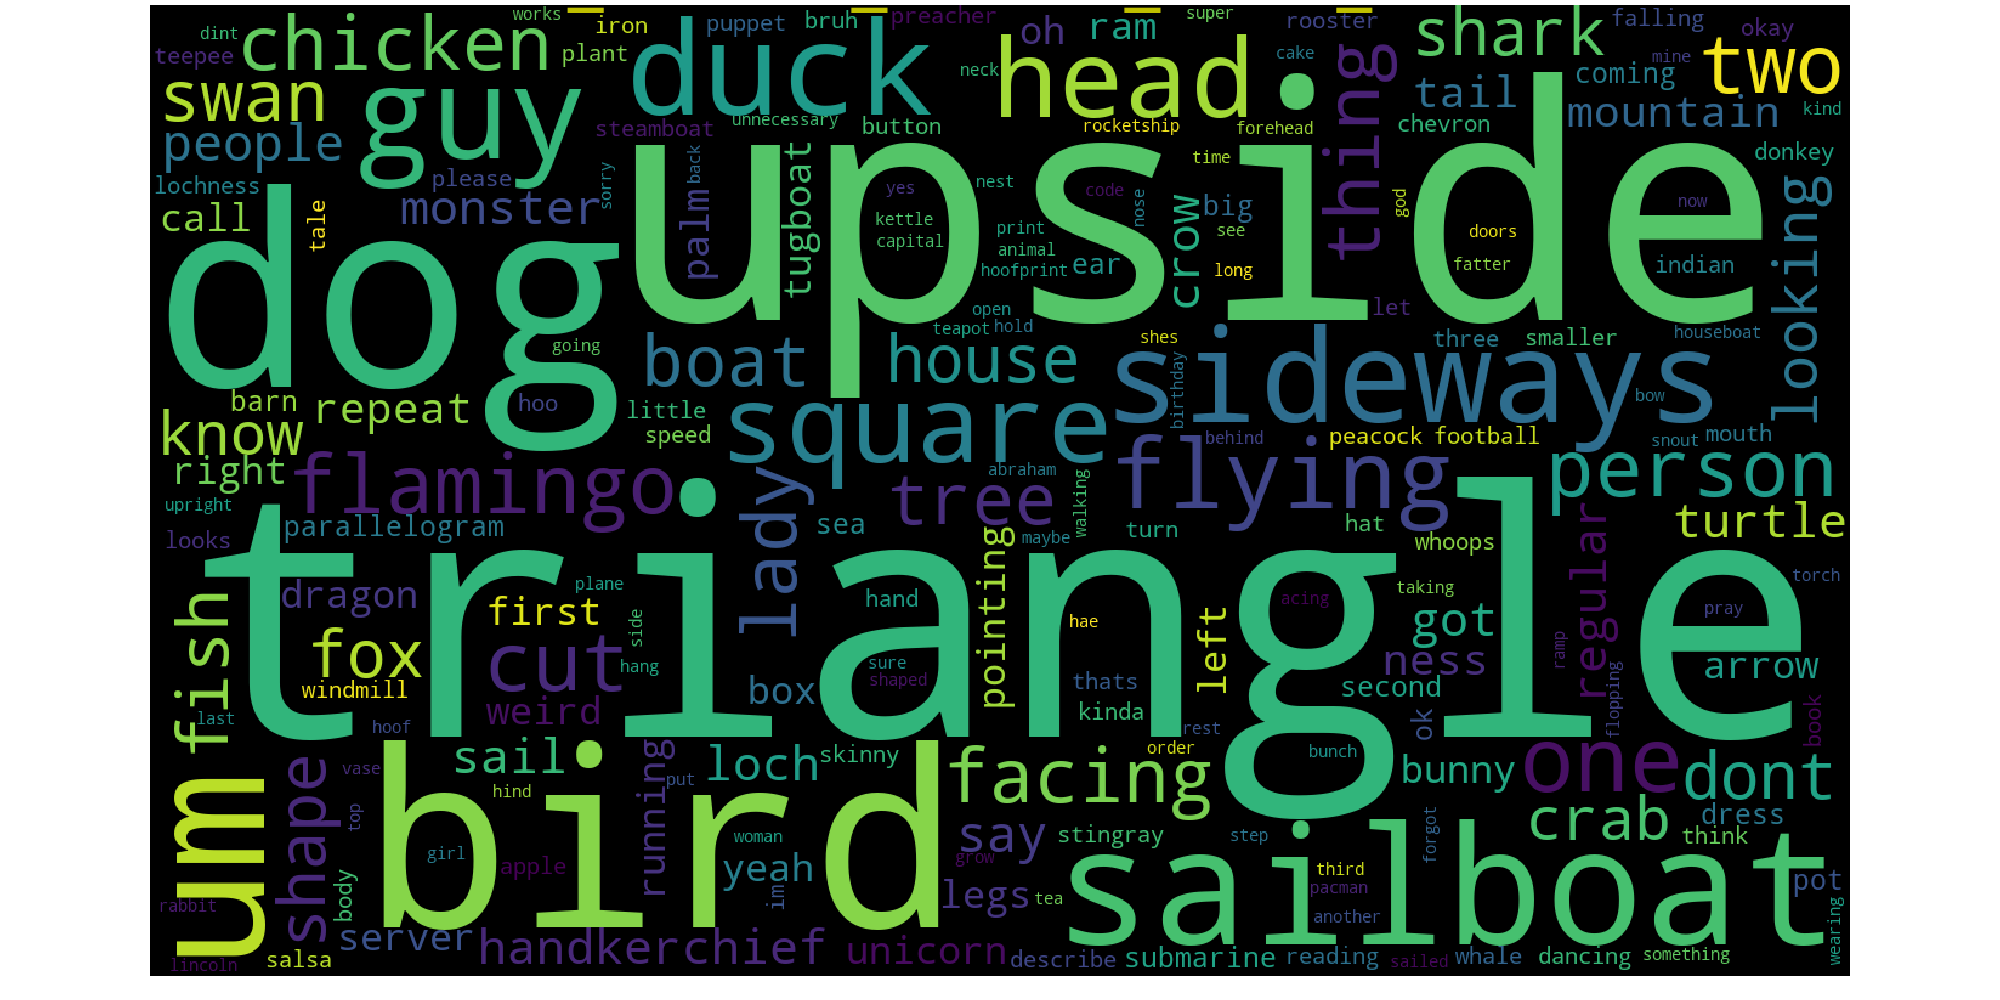 works
iron
puppet
bruh
preacher
super
rooster
falling
okay
dint
chicken
plant
duck
oh
ram
shark
teepee
neck
head
cake
thing
coming
mine
two
swan
guy
tail
mountain
kind
people
steamboat
unnecessary
button
rocketship
forehead
chevron
donkey
lochness
please
sorry
palm
back
tugboat
upside
yes
nest
code
nose
time
god
now
looking
call
tale
monster
kettle
capital
print
animal
hoofprint
ear
crow
big
see
long
doors
fatter
indian
dog
going
open
teapot
hold
let
boat
house
shes
birthday
three
smaller
houseboat
sideways
barn
repeat
hoo
little
speed
square
bow
know
right
flamingo
lady
abraham
tree
walking
flying
behind
peacock
football
snout
mouth
person
upright
looks
parallelogram
sea
pointing
maybe
turn
hat
whoops
regular
turtle
triangle
fish
dragon
first
plane
side
hand
hae
acing
taking
left
got
pray
torch
fox
cut
hang
sure
shaped
box
thats
kinda
second
ness
ramp
flopping
arrow
windmill
weird
last
hoof
rest
ok
book
um
shape
vase
top
sail
running
put
loch
skinny
facing
order
bunch
bunny
one
dont
bird
hind
woman
girl
apple
yeah
say
stingray
step
crab
forgot
dress
think
body
im
grow
legs
tea
sailboat
third
pacman
another
pot
wearing
rabbit
server
handkerchief
unicorn
lincoln
salsa
describe
submarine
reading
sailed
whale
dancing
something